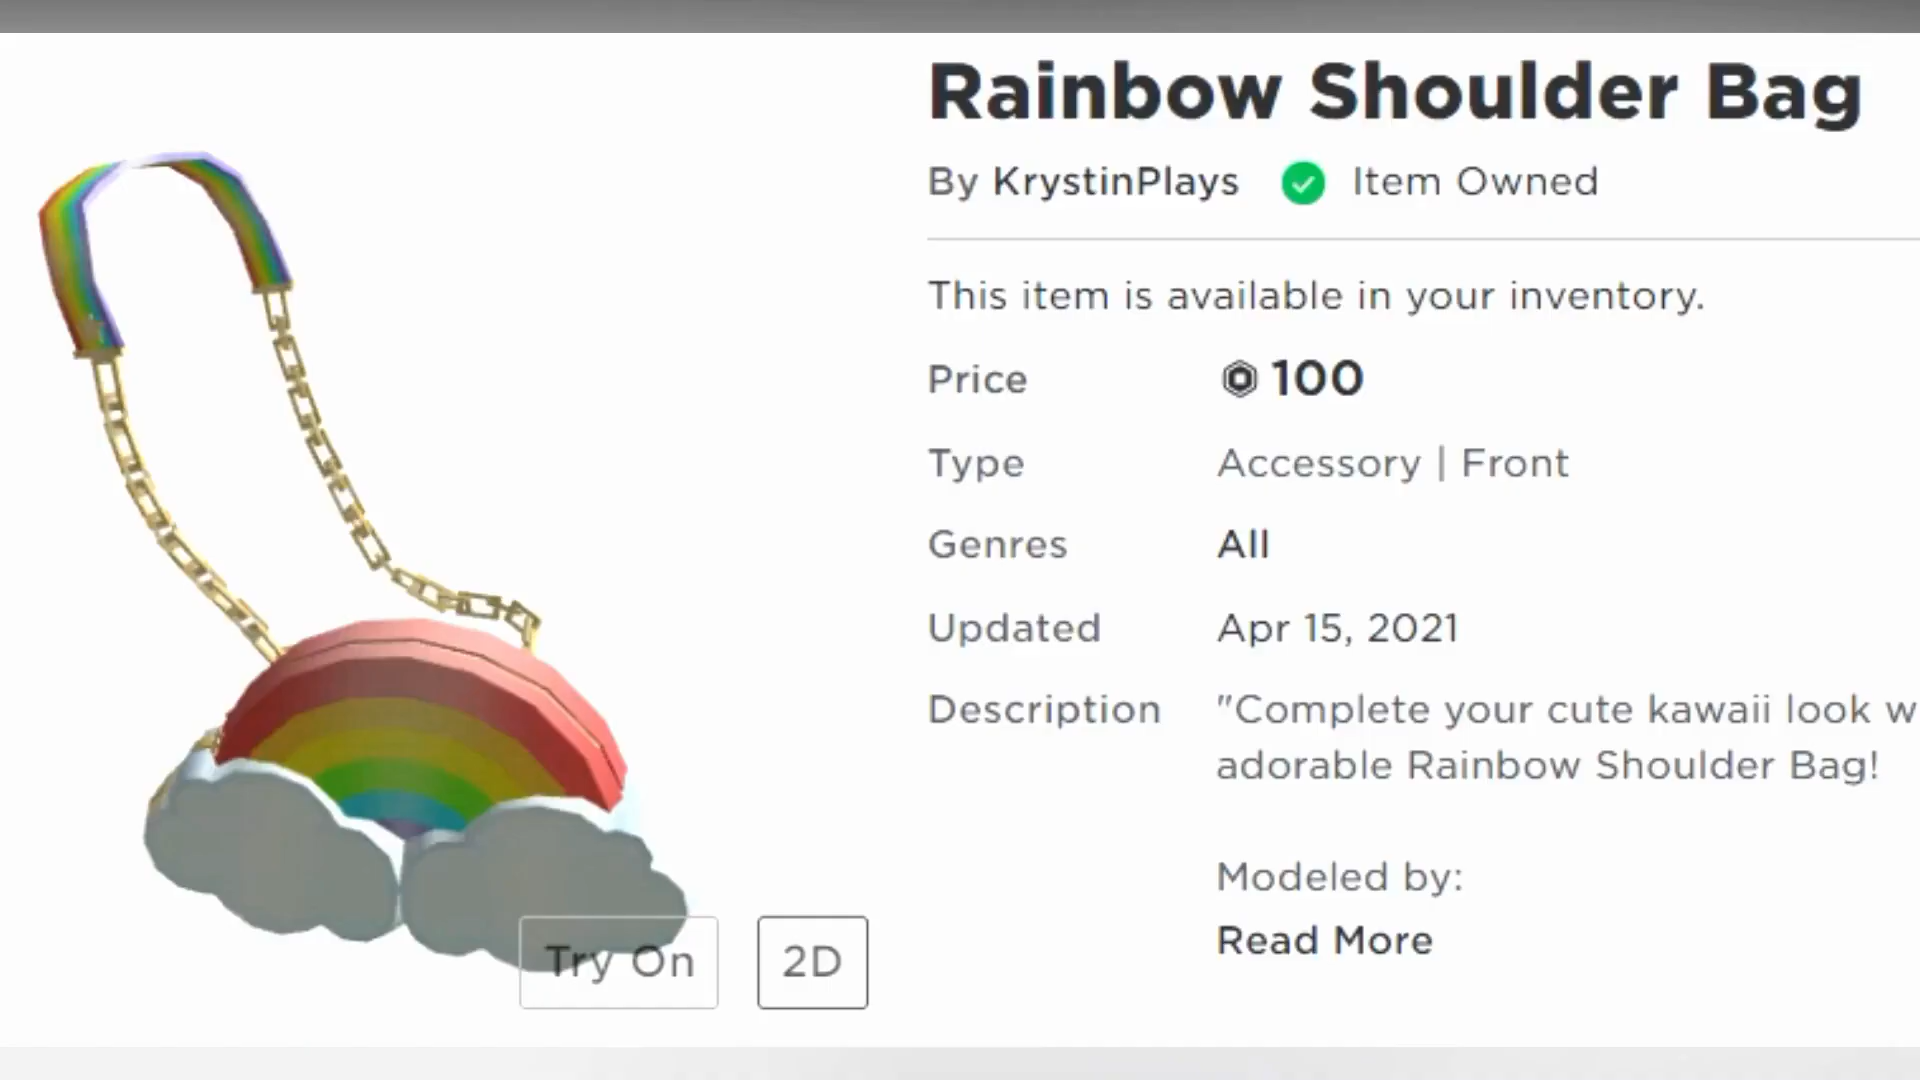 Rainbow Shoulder Bag
By KrystinPlays Item Owned
This item is available in your inventory.
Price 100
Type Accessory | Front
Genres All
Updated Apr 15, 2021
Description "Complete your cute kawaii look w
adorable Rainbow Shoulder Bag!
Modeled by:
Read More
Try On 2D